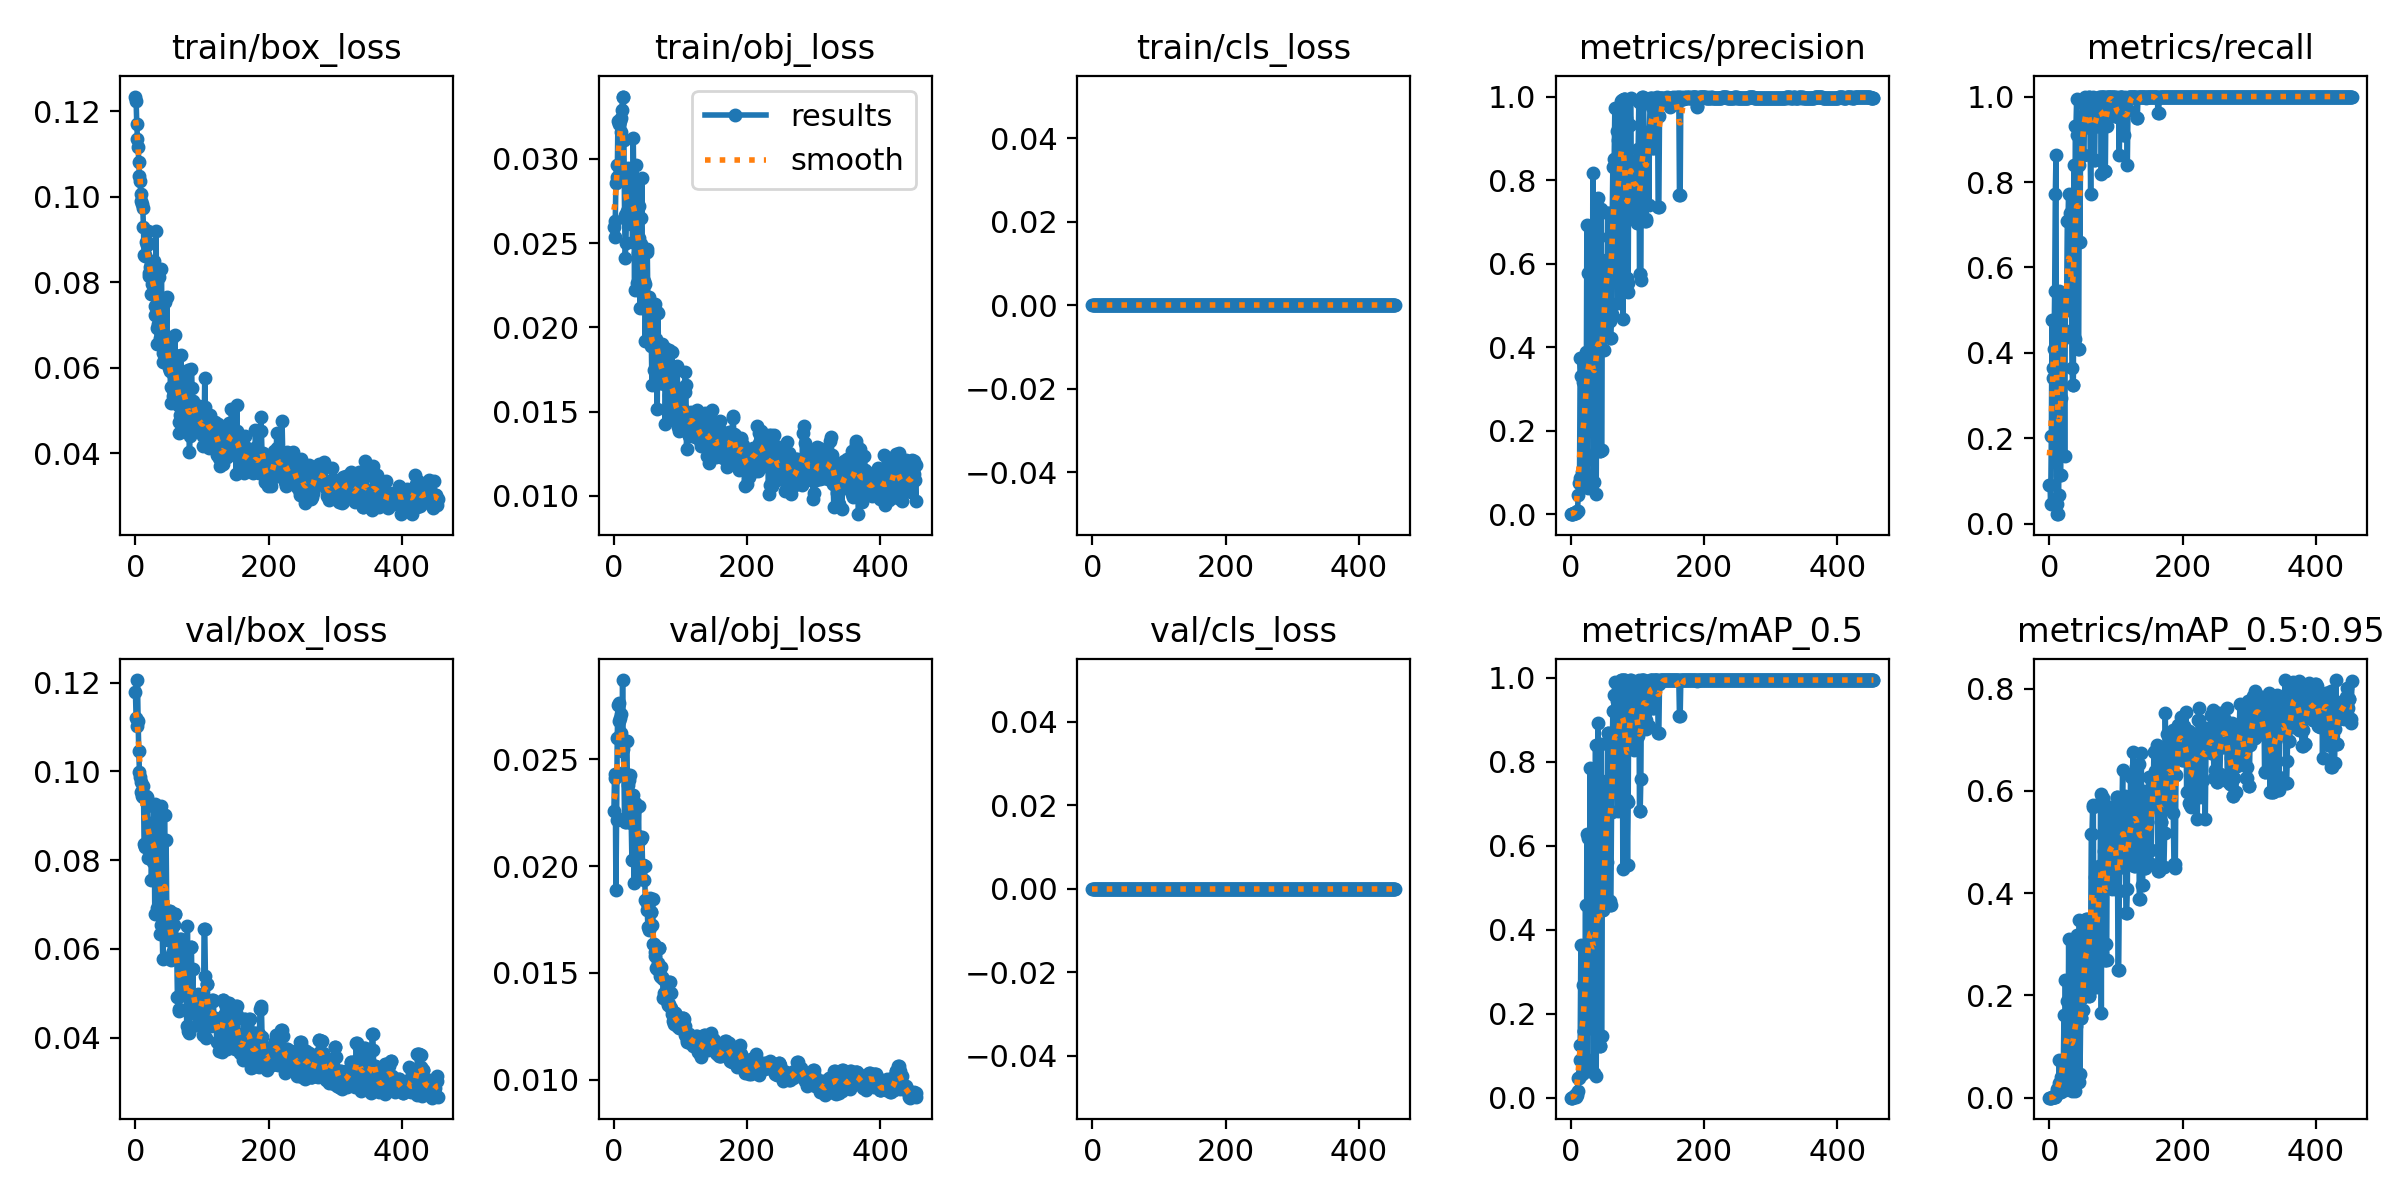 train/box_loss
0.12
0.10
0.08
0.06
0.04
0 200 400
train/obj_loss
results
smooth
0.030
0.025
0.020
0.015
0.010
0 200 400
train/cls_loss
0.04
0.02
0.00
−0.02
−0.04
0 200 400
metrics/precision
1.0
0.8
0.6
0.4
0.2
0.0
0 200 400
metrics/recall
1.0
0.8
0.6
0.4
0.2
0.0
0 200 400
val/box_loss
0.12
0.10
0.08
0.06
0.04
0 200 400
val/obj_loss
0.025
0.020
0.015
0.010
0 200 400
val/cls_loss
0.04
0.02
0.00
−0.02
−0.04
0 200 400
metrics/mAP_0.5
1.0
0.8
0.6
0.4
0.2
0.0
0 200 400
metrics/mAP_0.5:0.95
0.8
0.6
0.4
0.2
0.0
0 200 400